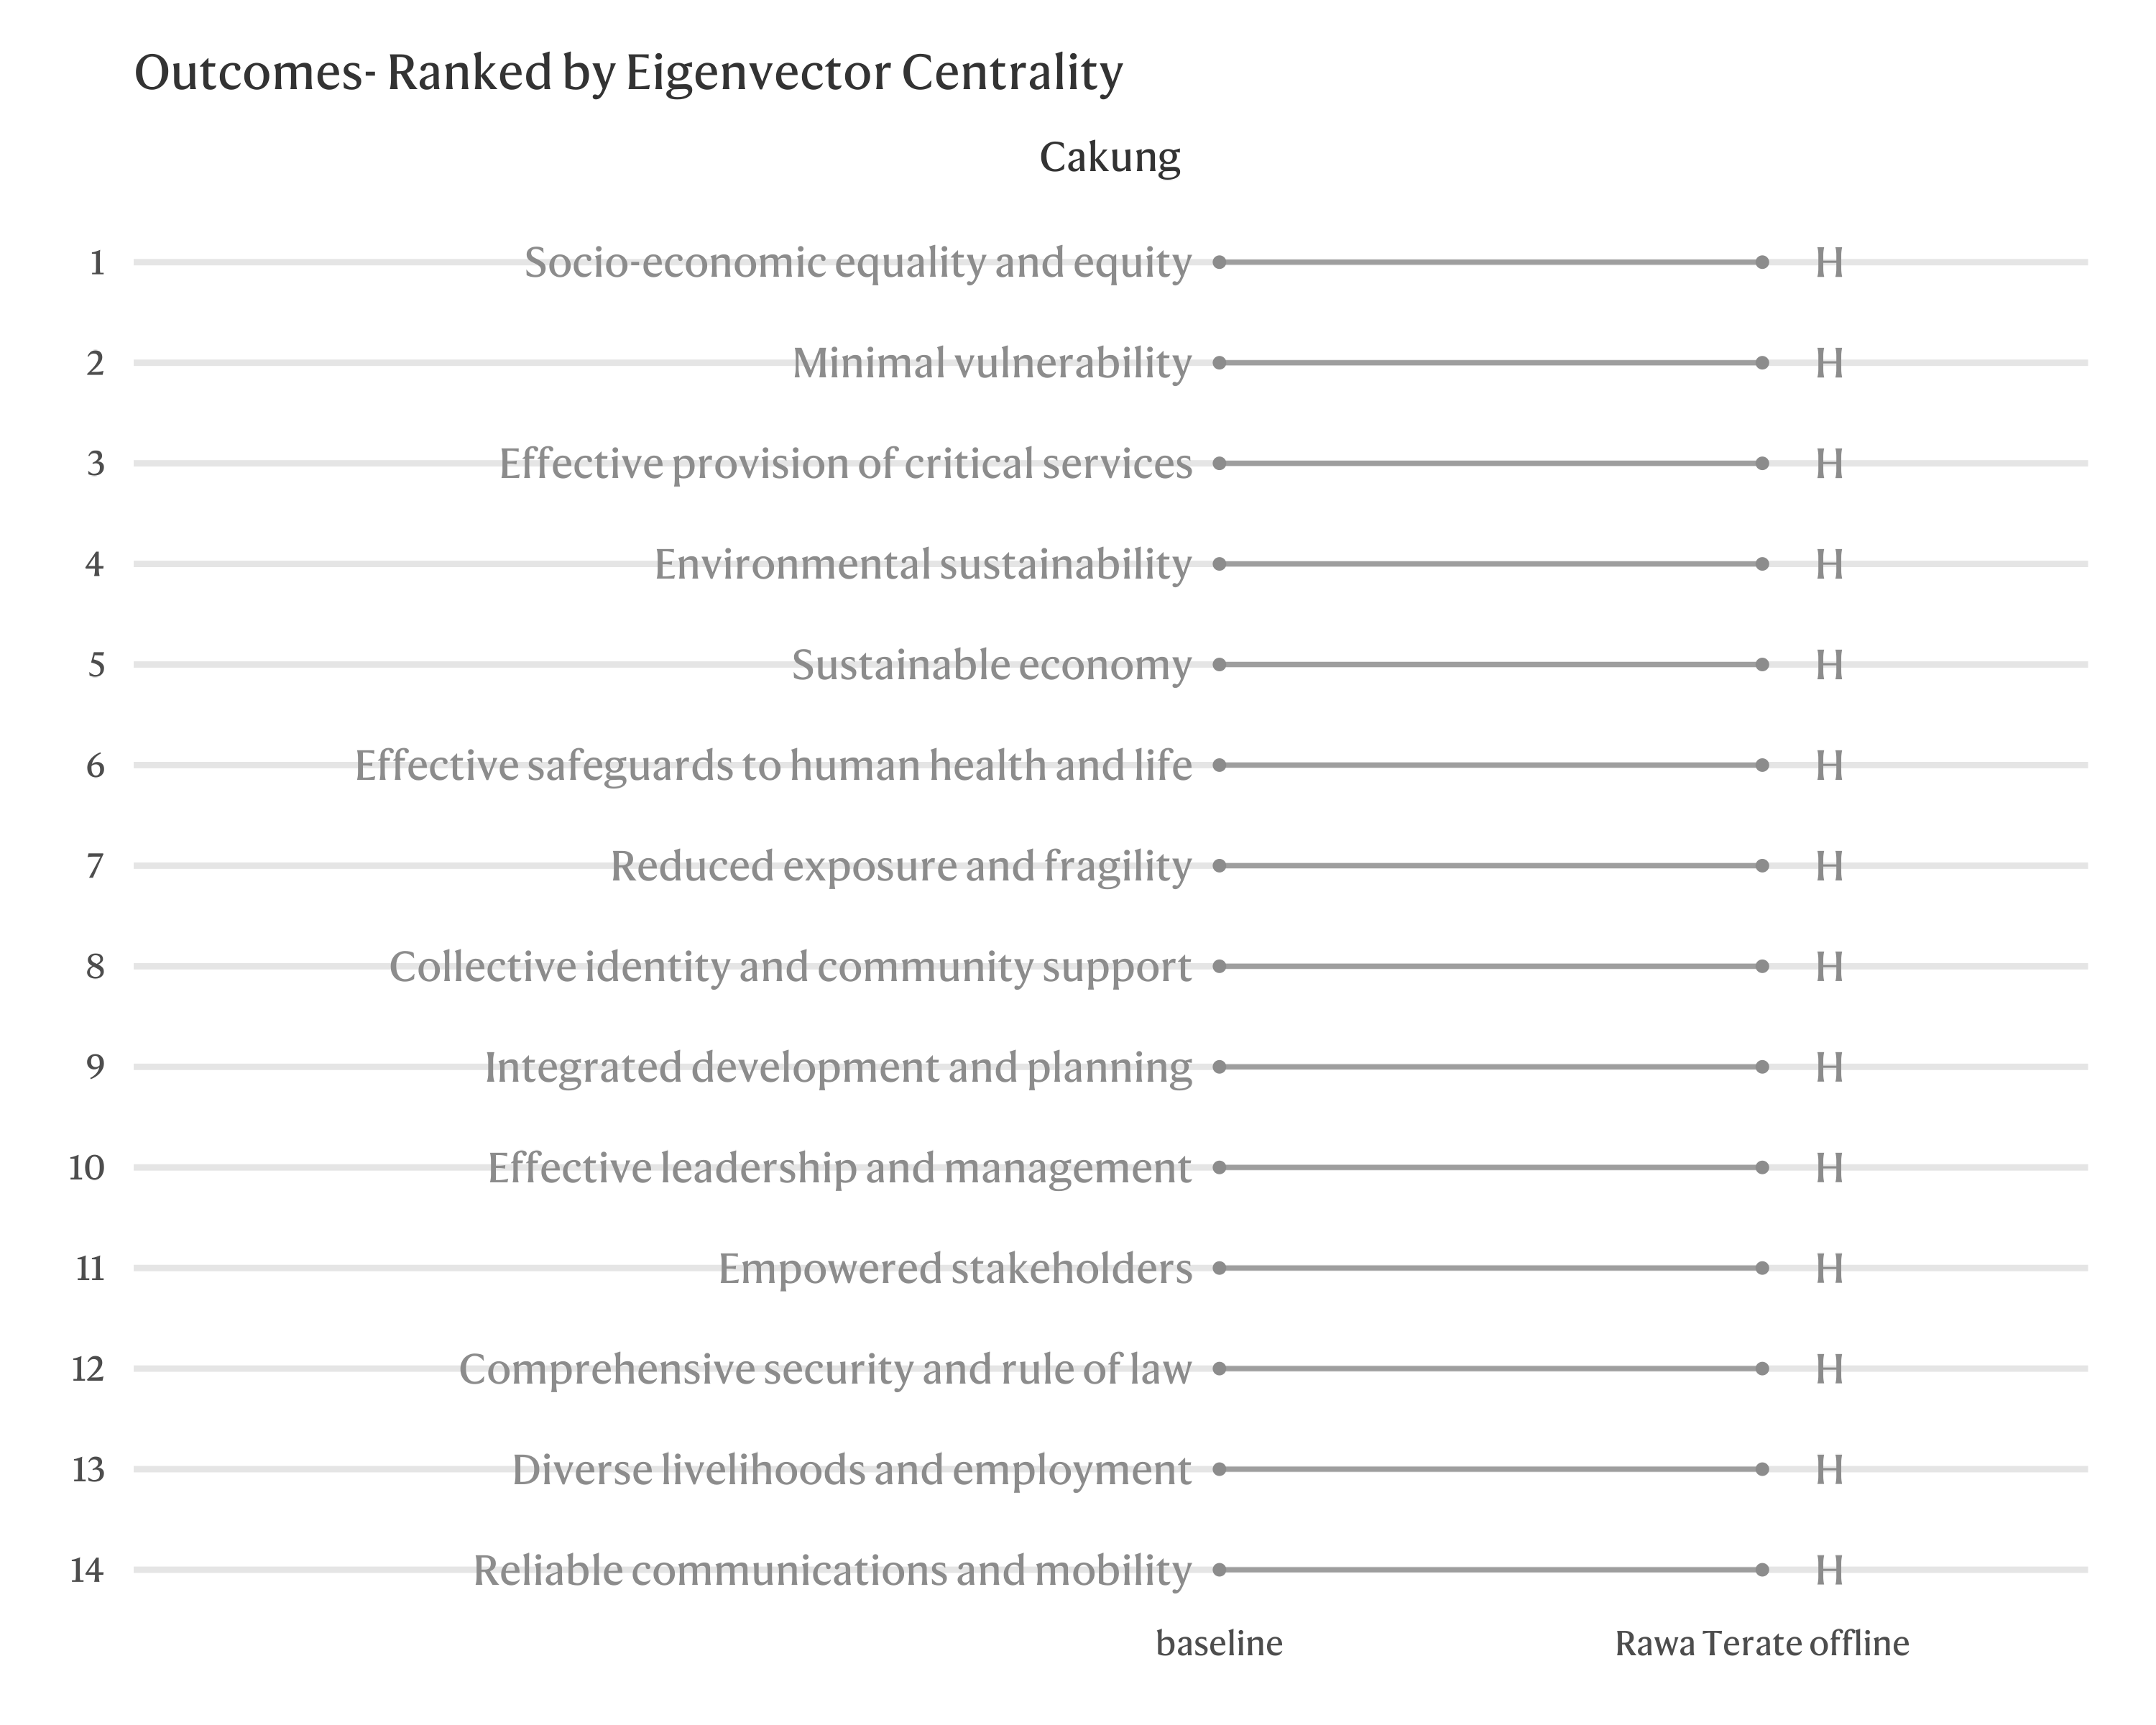 Outcomes- Ranked by Eigenvector Centrality
Cakung
1 Socio-economic equality and equity H
2 Minimal vulnerability H
3 Effective provision of critical services H
4 Environmental sustainability H
5 Sustainable economy H
6 Effective safeguards to human health and life H
7 Reduced exposure and fragility H
8 Collective identity and community support H
9 Integrated development and planning H
10 Effective leadership and management H
11 Empowered stakeholders H
12 Comprehensive security and rule of law H
13 Diverse livelihoods and employment H
14 Reliable communications and mobility H
baseline Rawa Terate offline